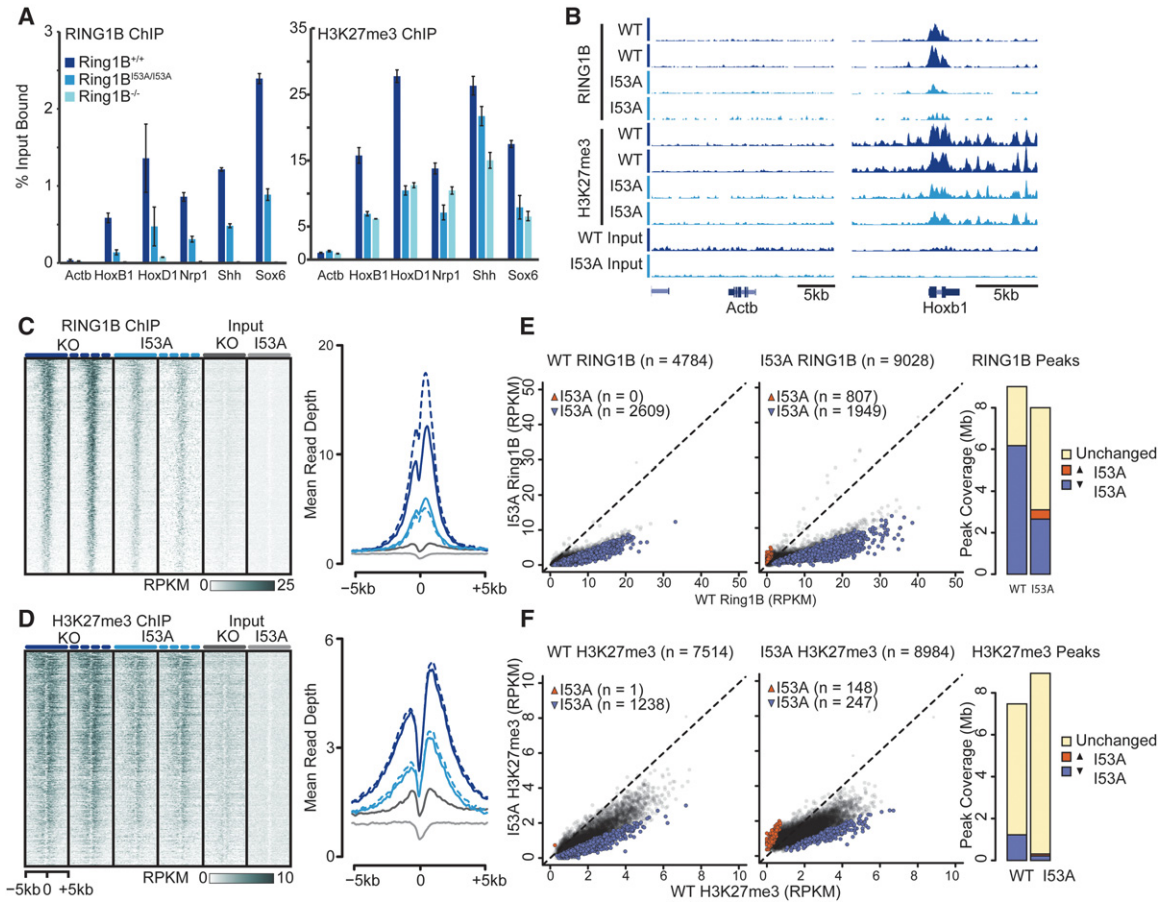 A
RING1B ChIP
H3K27me3 ChIP
Ring1B+/+
Ring1BI53A/I53A
Ring1B-/-
% Input Bound
3
2
1
0
35
25
15
5
0
Actb HoxB1 HoxD1 Nrp1 Shh Sox6
Actb HoxB1 HoxD1 Nrp1 Shh Sox6
B
RING1B
WT
WT
I53A
I53A
H3K27me3
WT
WT
I53A
I53A
WT Input
I53A Input
Actb
5kb
Hoxb1
5kb
C
RING1B ChIP
Input
KO
I53A
KO
I53A
RPKM 0 25
Mean Read Depth
20
10
0
−5kb 0 +5kb
D
H3K27me3 ChIP
Input
KO
I53A
KO
I53A
−5kb 0 +5kb
RPKM 0 10
Mean Read Depth
6
3
0
−5kb 0 +5kb
E
WT RING1B (n = 4784)
I53A RING1B (n = 9028)
RING1B Peaks
▲I53A (n = 0)
▼I53A (n = 2609)
▲I53A (n = 807)
▼I53A (n = 1949)
I53A Ring1B (RPKM)
50
40
30
20
10
0
0 10 20 30 40 50
0 10 20 30 40 50
WT Ring1B (RPKM)
Peak Coverage (Mb)
8
6
4
2
0
WT I53A
Unchanged
▲ I53A
▼ I53A
F
WT H3K27me3 (n = 7514)
I53A H3K27me3 (n = 8984)
H3K27me3 Peaks
▲I53A (n = 1)
▼I53A (n = 1238)
▲I53A (n = 148)
▼I53A (n = 247)
I53A H3K27me3 (RPKM)
10
8
6
4
2
0
0 2 4 6 8 10
0 2 4 6 8 10
WT H3K27me3 (RPKM)
Peak Coverage (Mb)
8
6
4
2
0
WT I53A
Unchanged
▲ I53A
▼ I53A